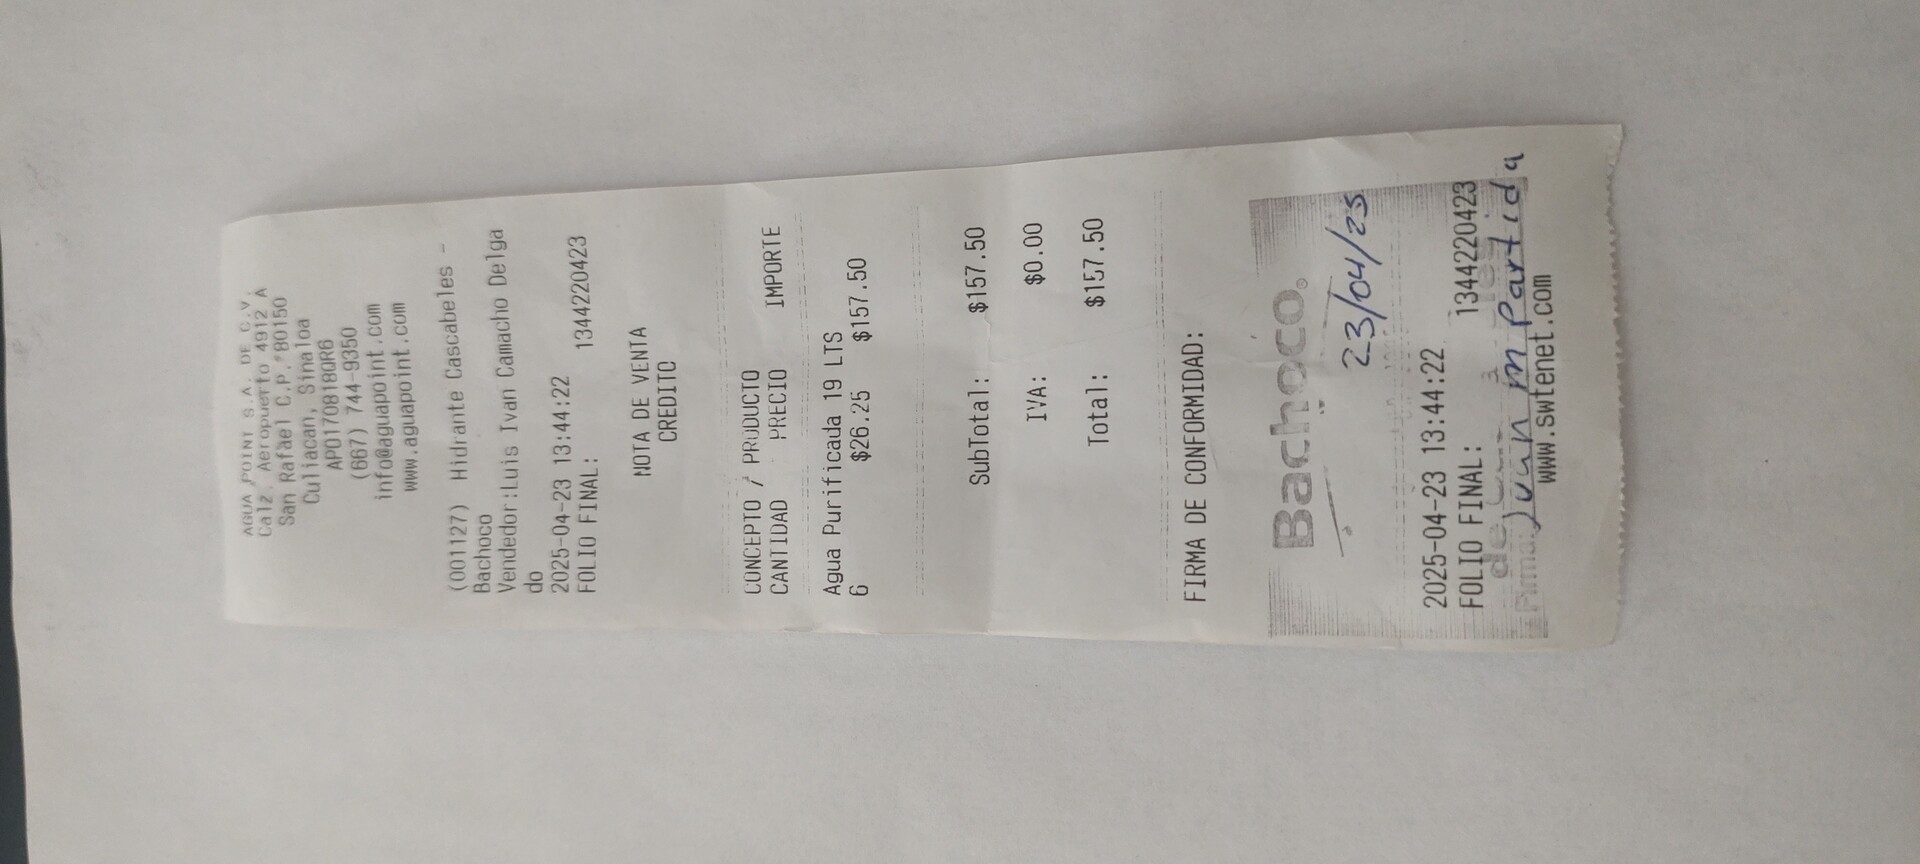 AGUA POINT S.A. DE C.V.
Calz. Aeropuerto 4912 A
San Rafael C.P. 80150
Culiacan, Sinaloa
APO170818QR6
(667) 744-9350
info@aguapoint.com
www.aguapoint.com
(001127) Hidrante Cascabeles -
Bachoco
Vendedor:Luis Ivan Camacho Delga
do
2025-04-23 13:44:22
FOLIO FINAL: 1344220423
NOTA DE VENTA
CREDITO
CONCEPTO / PRODUCTO
CANTIDAD PRECIO IMPORTE
Agua Purificada 19 LTS
6 $26.25 $157.50
SubTotal: $157.50
IVA: $0.00
Total: $157.50
FIRMA DE CONFORMIDAD:
Bachoco
23/04/25
2025-04-23 13:44:22
FOLIO FINAL: 1344220423
Firma: Juan m Partida
www.swtenet.com